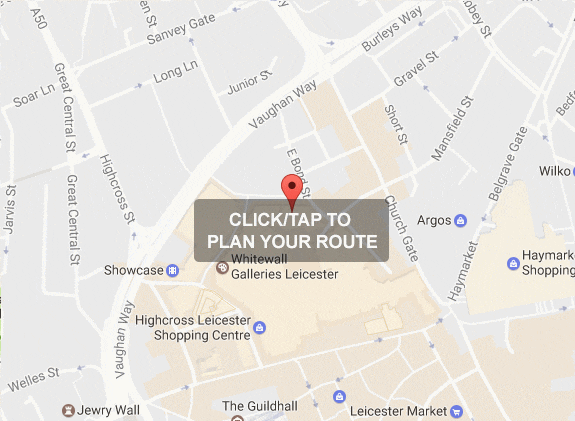 A50
Sanvey Gate
Burleys Way
Abbey St
Long Ln
Junior St
Gravel St
Soar Ln
Great Central St
Vaughan Way
Short St
Mansfield St
Belgrave Gate
Bedf
Highcross St
E Bond St
Wilko
Jarvis St
Great Central St
Church Gate
Argos
CLICK/TAP TO
PLAN YOUR ROUTE
Haymarket
Haymark
Shopping
Showcase
Whitewall
Galleries Leicester
Vaughan Way
Highcross Leicester
Shopping Centre
Welles St
Jewry Wall
The Guildhall
Leicester Market